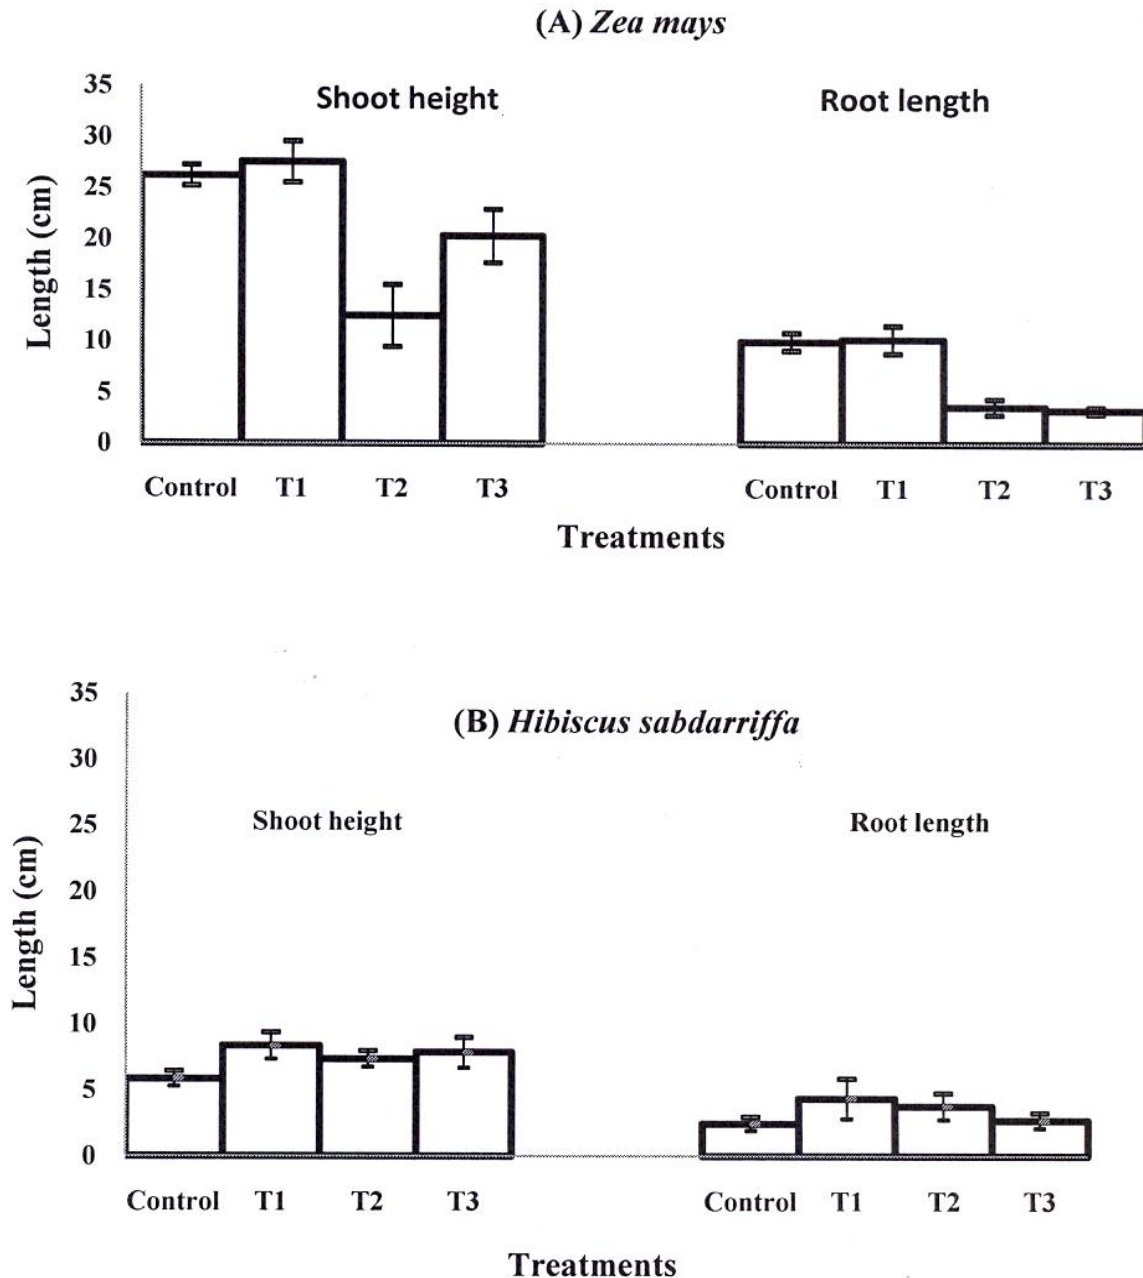 (A) Zea mays
Shoot height
Root length
Length (cm)
35
30
25
20
15
10
5
0
Control T1 T2 T3
Control T1 T2 T3
Treatments
(B) Hibiscus sabdarriffa
Shoot height
Root length
Length (cm)
35
30
25
20
15
10
5
0
Control T1 T2 T3
Control T1 T2 T3
Treatments